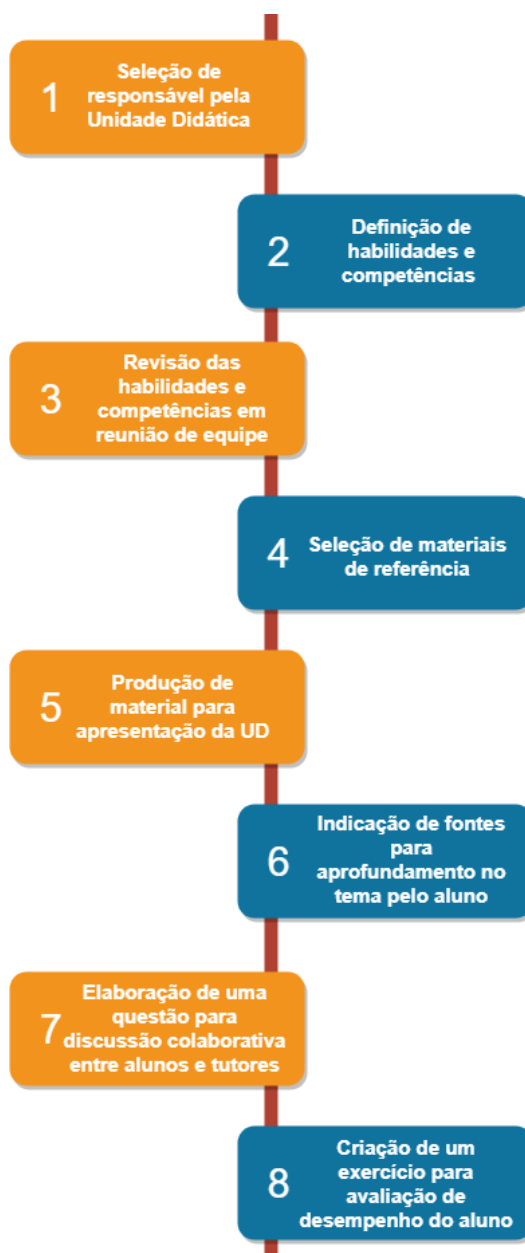 1
Seleção de
responsável pela
Unidade Didática
2
Definição de
habilidades e
competências
3
Revisão das
habilidades e
competências em
reunião de equipe
4
Seleção de materiais
de referência
5
Produção de
material para
apresentação da UD
6
Indicação de fontes
para
aprofundamento no
tema pelo aluno
7
Elaboração de uma
questão para
discussão colaborativa
entre alunos e tutores
8
Criação de um
exercício para
avaliação de
desempenho do aluno